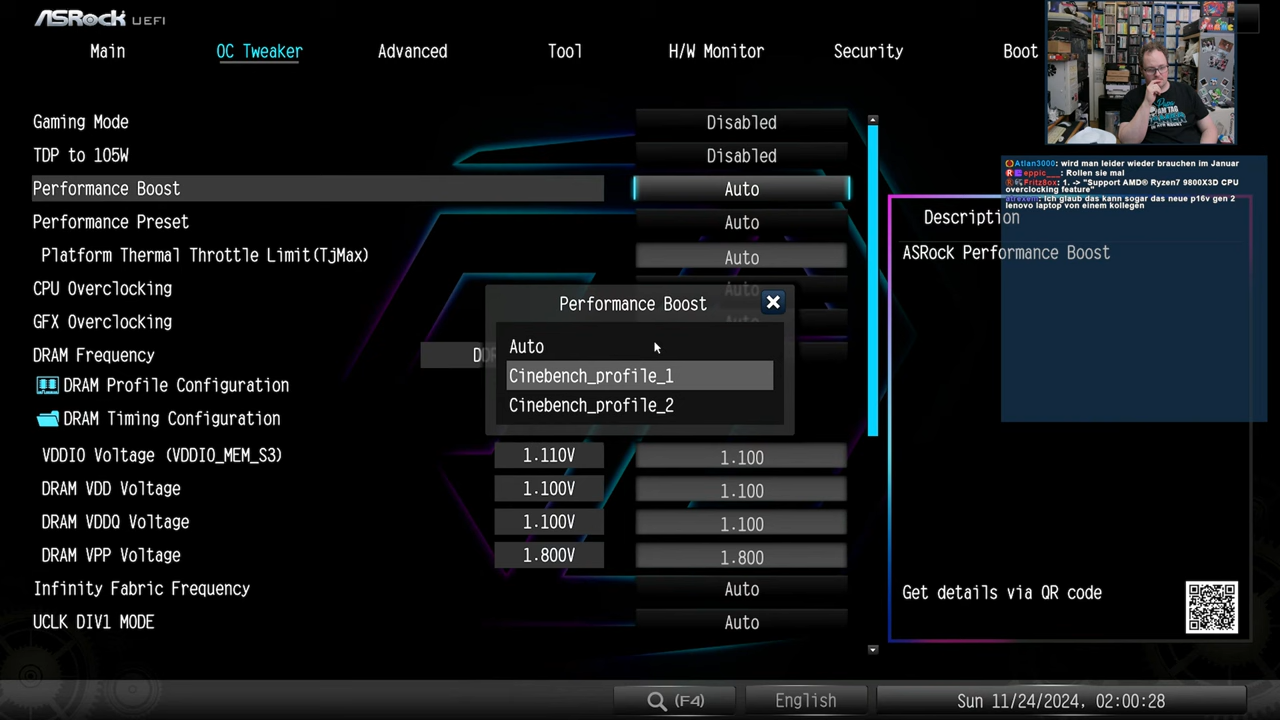 ASRock UEFI
Main
OC Tweaker
Advanced
Tool
H/W Monitor
Security
Boot
Gaming Mode
Disabled
TDP to 105W
Disabled
Performance Boost
Auto
Performance Preset
Auto
Platform Thermal Throttle Limit(TjMax)
Auto
CPU Overclocking
Auto
GFX Overclocking
DRAM Frequency
DRAM Profile Configuration
DRAM Timing Configuration
Performance Boost
Auto
Cinebench_profile_1
Cinebench_profile_2
VDDIO Voltage (VDDIO_MEM_S3)
1.110V
1.100
DRAM VDD Voltage
1.100V
1.100
DRAM VDDQ Voltage
1.100V
1.100
DRAM VPP Voltage
1.800V
1.800
Infinity Fabric Frequency
Auto
UCLK DIV1 MODE
Auto
Atlan3000: wird man leider wieder brauchen im Januar
eppic___: Rollen sie mal
FritzBox: 1. -> "Support AMD® Ryzen7 9800X3D CPU
overclocking feature"
atrexen: Ich glaub das kann sogar das neue p16v gen 2
lenovo laptop von einem kollegen
Description
ASRock Performance Boost
Get details via QR code
(F4)
English
Sun 11/24/2024, 02:00:28